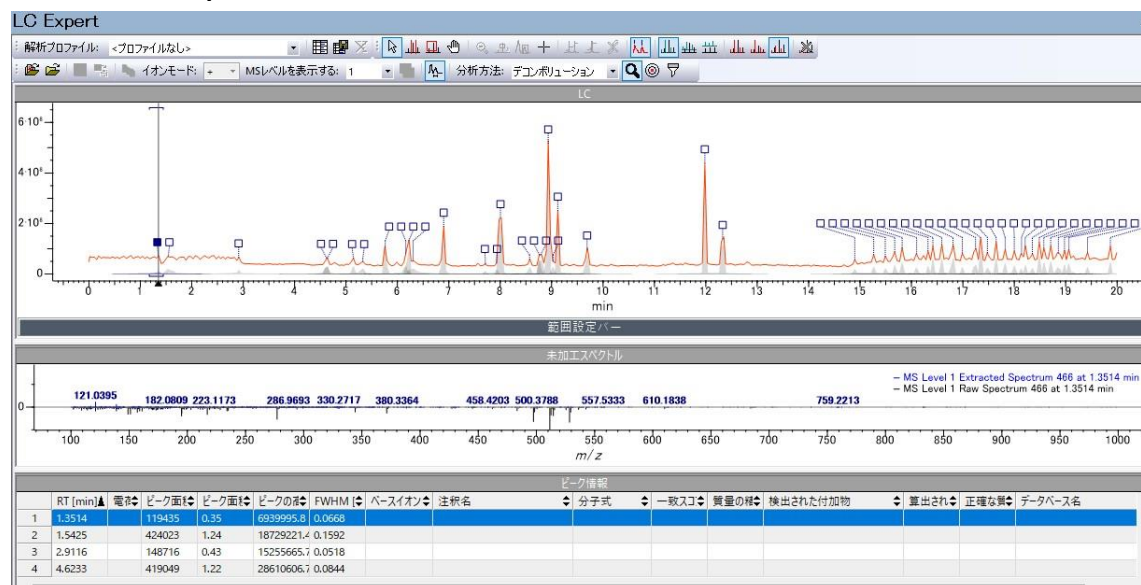 LC Expert
解析プロファイル: <プロファイルなし>
イオンモード: + MSレベルを表示する: 1 分析方法: デコンボリューション
LC
6·10⁶
4·10⁶
2·10⁶
0
0 1 2 3 4 5 6 7 8 9 10 11 12 13 14 15 16 17 18 19 20
min
範囲設定バー
未加工スペクトル
– MS Level 1 Extracted Spectrum 466 at 1.3514 min
– MS Level 1 Raw Spectrum 466 at 1.3514 min
121.0395 182.0809 223.1173 286.9693 330.2717 380.3364 458.4203 500.3788 557.5333 610.1838 759.2213
0
100 150 200 250 300 350 400 450 500 550 600 650 700 750 800 850 900 950 1000
m/z
ピーク情報
RT [min] ピーク面積 ピーク面積 ピークの高 FWHM [ ベースイオン 注釈名 分子式 一致スコ 質量の精 検出された付加物 算出され 正確な質 データベース名
1 1.3514 119435 0.35 6939995.8 0.0668
2 1.5425 424023 1.24 18729221.4 0.1592
3 2.9116 148716 0.43 15255665.7 0.0518
4 4.6233 419049 1.22 28610606.7 0.0844